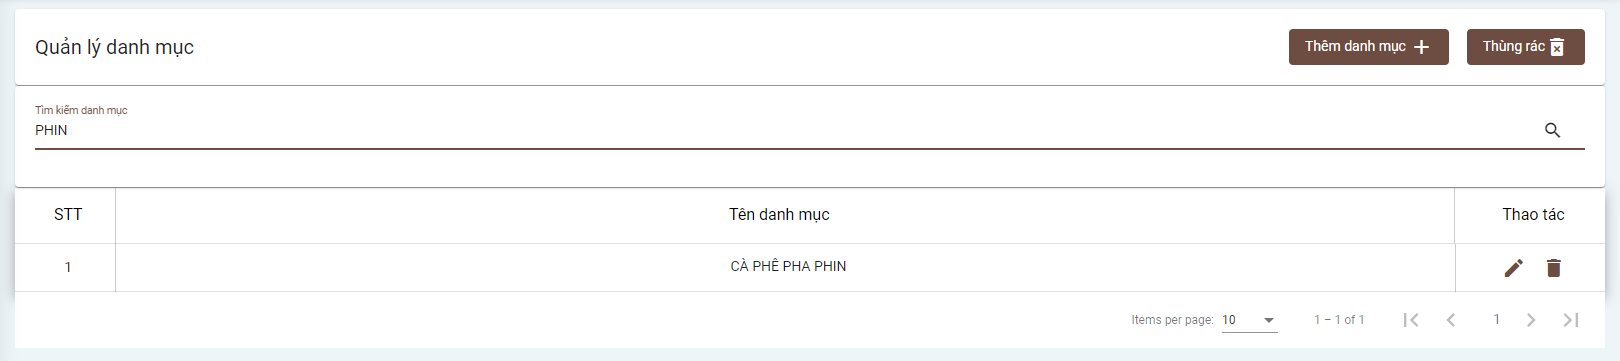 Quản lý danh mục
Thêm danh mục
Thùng rác
Tìm kiếm danh mục
PHIN
STT Tên danh mục Thao tác
1 CÀ PHÊ PHA PHIN
Items per page: 10 1 – 1 of 1 1